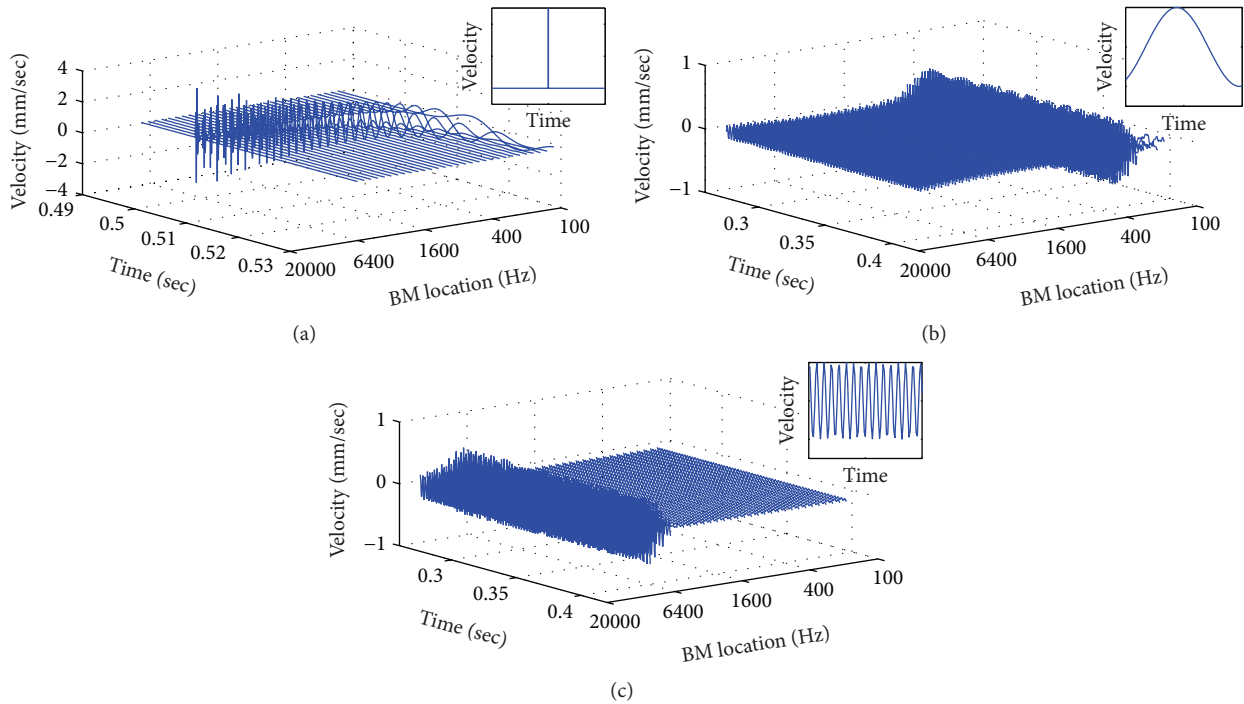 Velocity
Time
Velocity (mm/sec)
4
2
0
−2
−4
0.49
0.5
0.51
0.52
0.53
Time (sec)
20000
6400
1600
400
100
BM location (Hz)
(a)
Velocity
Time
Velocity (mm/sec)
1
0
−1
0.3
0.35
0.4
Time (sec)
20000
6400
1600
400
100
BM location (Hz)
(b)
Velocity
Time
Velocity (mm/sec)
1
0
−1
0.3
0.35
0.4
Time (sec)
20000
6400
1600
400
100
BM location (Hz)
(c)